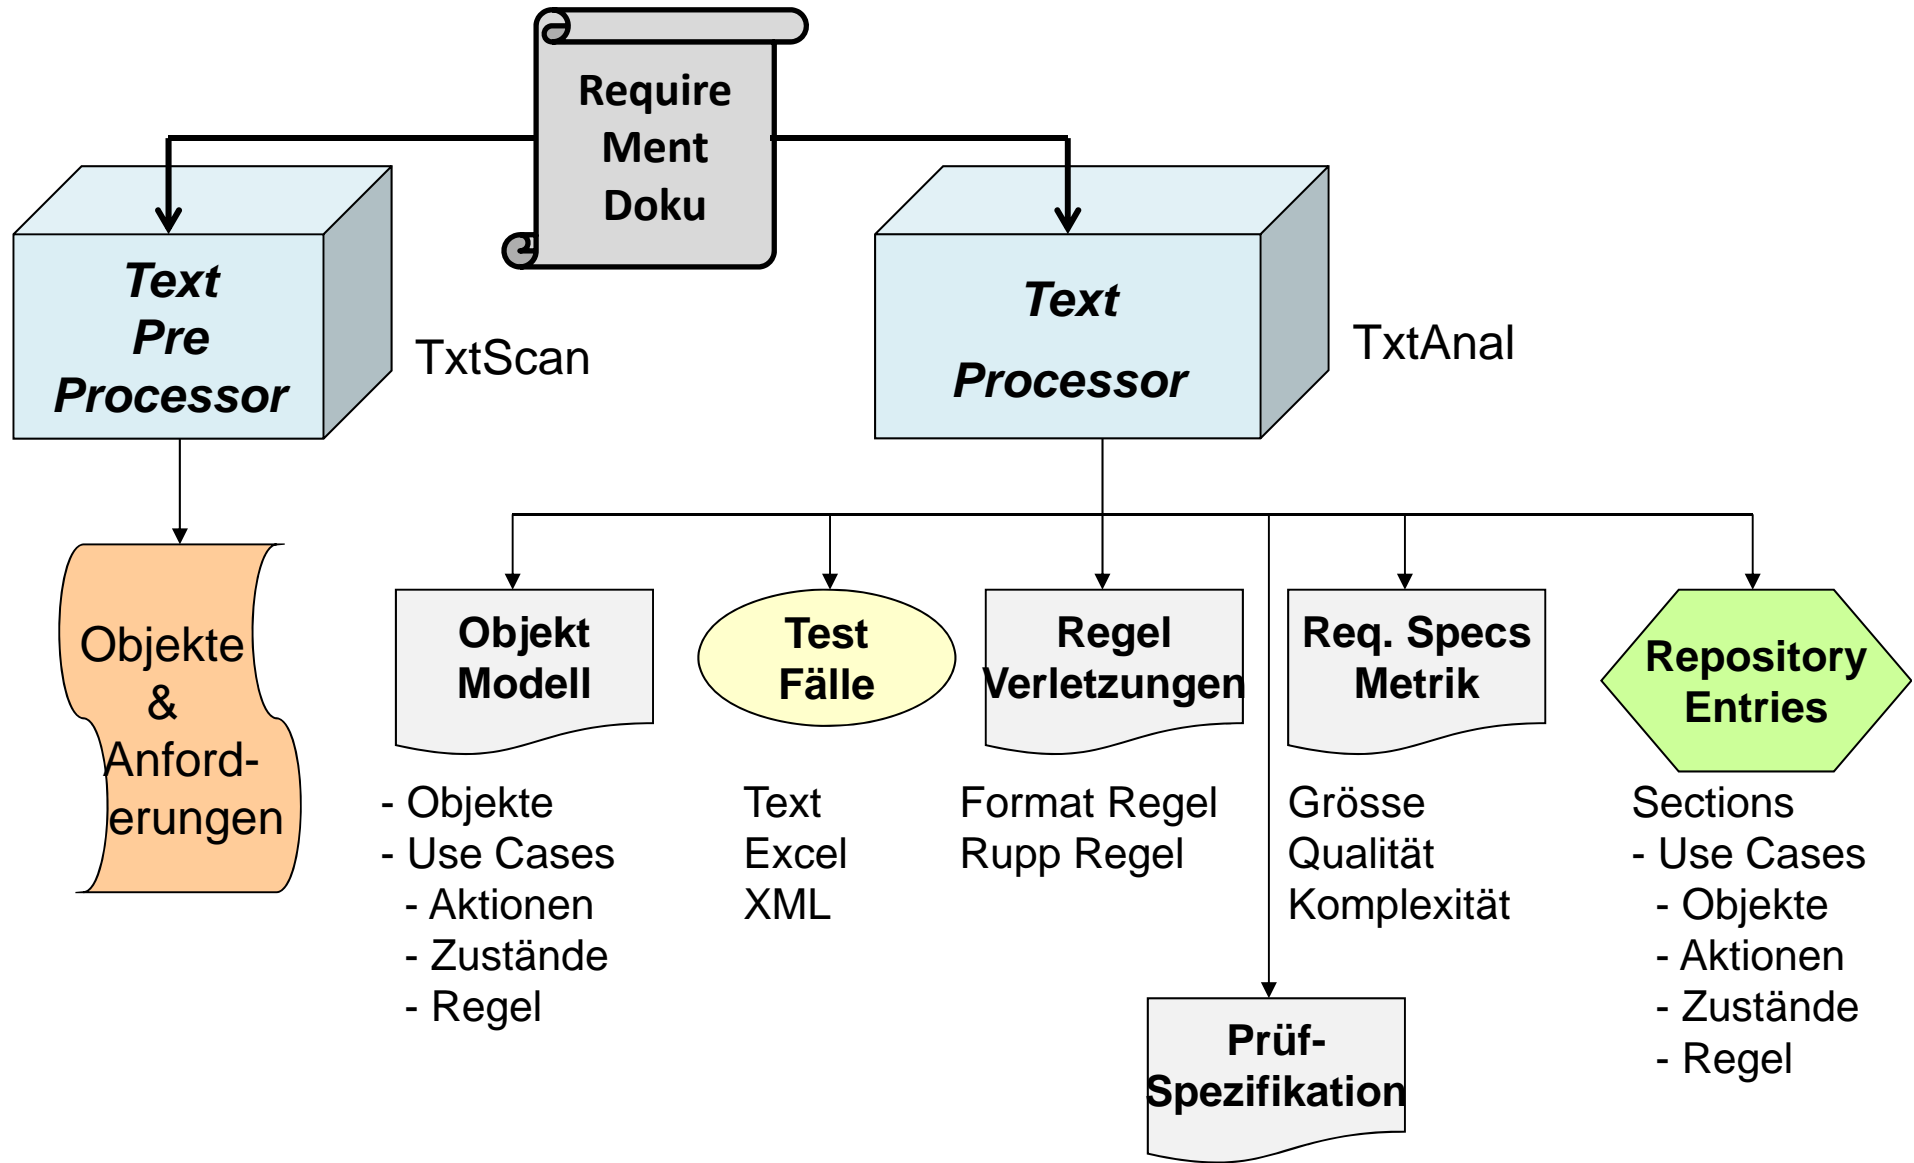 Require
Ment
Doku
Text
Pre
Processor
TxtScan
Text
Processor
TxtAnal
Objekte
&
Anford-
erungen
Objekt
Modell
- Objekte
- Use Cases
- Aktionen
- Zustände
- Regel
Test
Fälle
Text
Excel
XML
Regel
Verletzungen
Format Regel
Rupp Regel
Req. Specs
Metrik
Grösse
Qualität
Komplexität
Repository
Entries
Sections
- Use Cases
- Objekte
- Aktionen
- Zustände
- Regel
Prüf-
Spezifikation